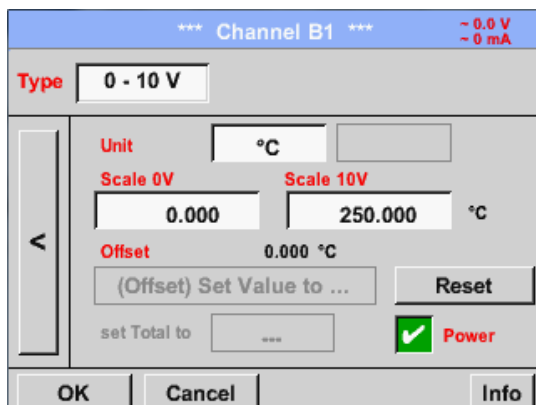 *** Channel B1 *** ~ 0.0 V
~ 0 mA
Type 0 - 10 V
Unit °C
Scale 0V Scale 10V
0.000 250.000 °C
<
Offset 0.000 °C
(Offset) Set Value to ... Reset
set Total to --- Power
OK Cancel Info